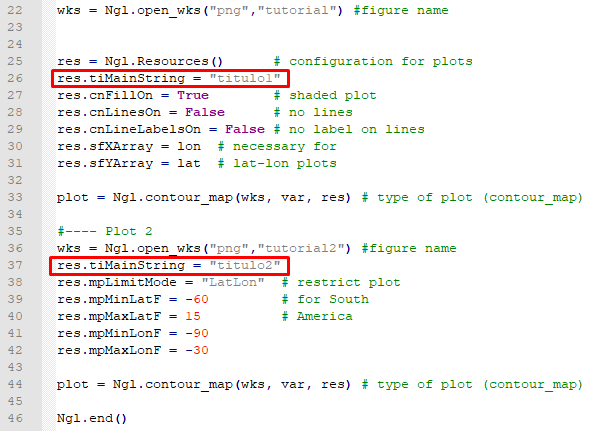 22 wks = Ngl.open_wks("png","tutorial") #figure name
23
24
25 res = Ngl.Resources() # configuration for plots
26 res.tiMainString = "titulo1"
27 res.cnFillOn = True # shaded plot
28 res.cnLinesOn = False # no lines
29 res.cnLineLabelsOn = False # no label on lines
30 res.sfXArray = lon # necessary for
31 res.sfYArray = lat # lat-lon plots
32
33 plot = Ngl.contour_map(wks, var, res) # type of plot (contour_map)
34
35 #---- Plot 2
36 wks = Ngl.open_wks("png","tutorial2") #figure name
37 res.tiMainString = "titulo2"
38 res.mpLimitMode = "LatLon" # restrict plot
39 res.mpMinLatF = -60 # for South
40 res.mpMaxLatF = 15 # America
41 res.mpMinLonF = -90
42 res.mpMaxLonF = -30
43
44 plot = Ngl.contour_map(wks, var, res) # type of plot (contour_map)
45
46 Ngl.end()